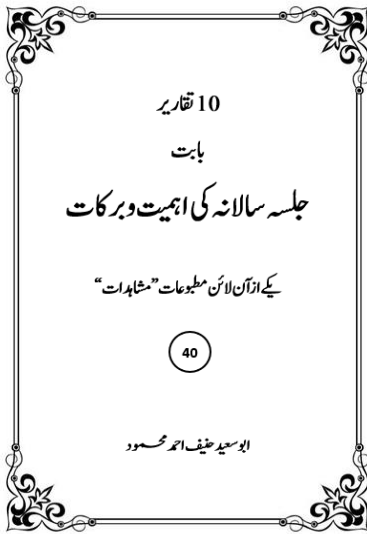 10 تقاریر
بابت
جلسہ سالانہ کی اہمیت و برکات
یکے از آن لائن مطبوعات ”مشاہدات“
40
ابو سعید حنیف احمد محمود